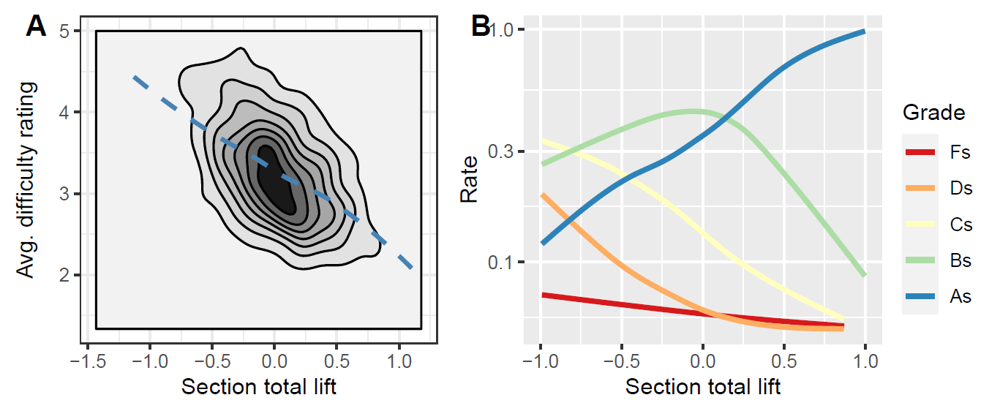 A
Avg. difficulty rating
5
4
3
2
−1.5 −1.0 −0.5 0.0 0.5 1.0
Section total lift
B
Rate
1.0
0.3
0.1
−1.0 −0.5 0.0 0.5 1.0
Section total lift
Grade
Fs
Ds
Cs
Bs
As